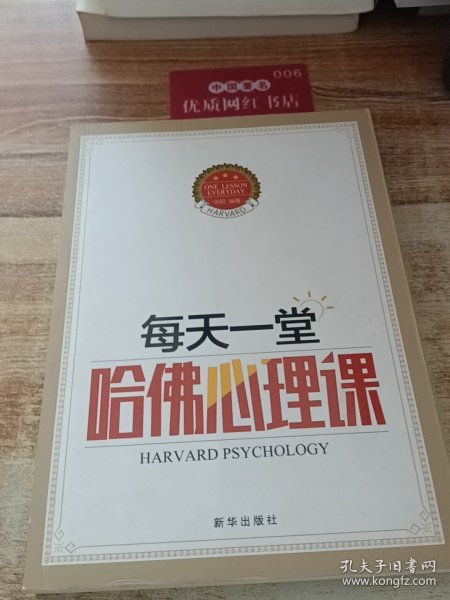 006
中国著名
优质网红书店
ONE LESSON
EVERYDAY
编著
HARVARD
每天一堂
哈佛心理课
HARVARD PSYCHOLOGY
新华出版社
孔夫子旧书网
www.kongfz.com